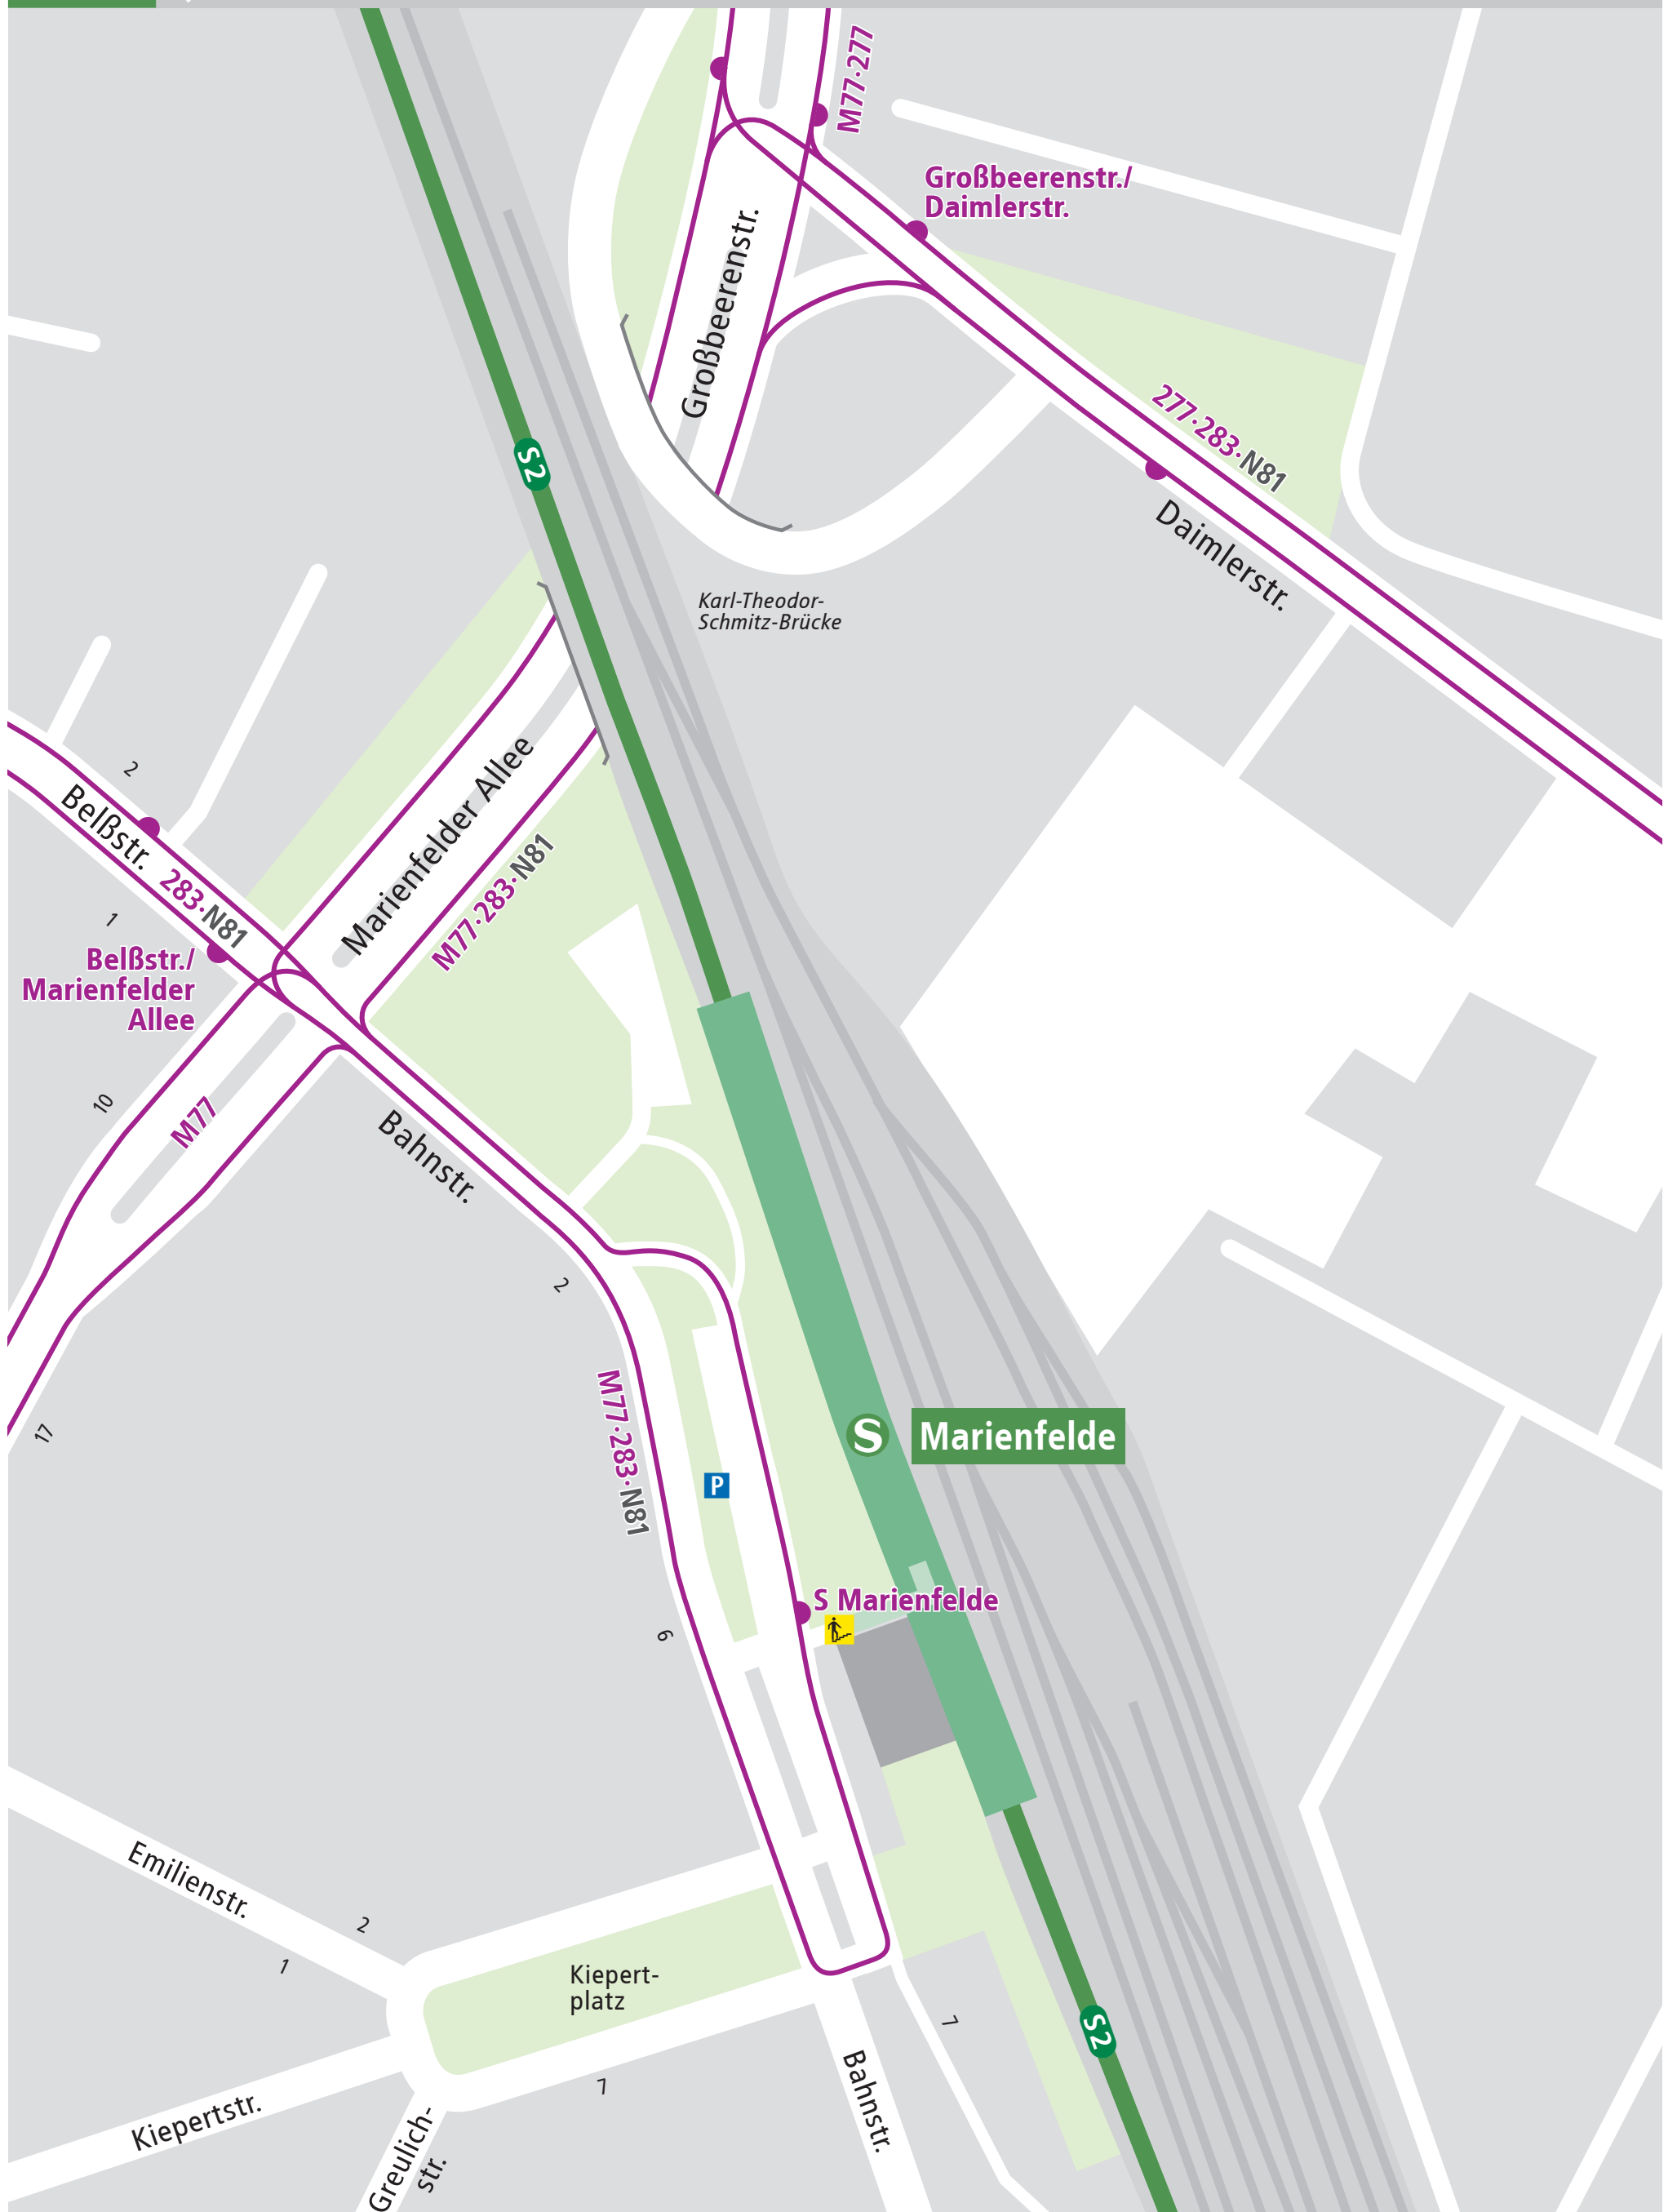 M77·277
Großbeerenstr./
Daimlerstr.
Großbeerenstr.
S2
277·283·N81
Daimlerstr.
Karl-Theodor-
Schmitz-Brücke
2
Belßstr.
283·N81
1
Marienfelder Allee
M77·283·N81
Belßstr./
Marienfelder
Allee
10
M77
Bahnstr.
2
17
M77·283·N81
S
Marienfelde
P
S Marienfelde
6
Emilienstr.
2
1
Kiepert-
platz
7
S2
Bahnstr.
7
Kiepertstr.
Greulich-
str.